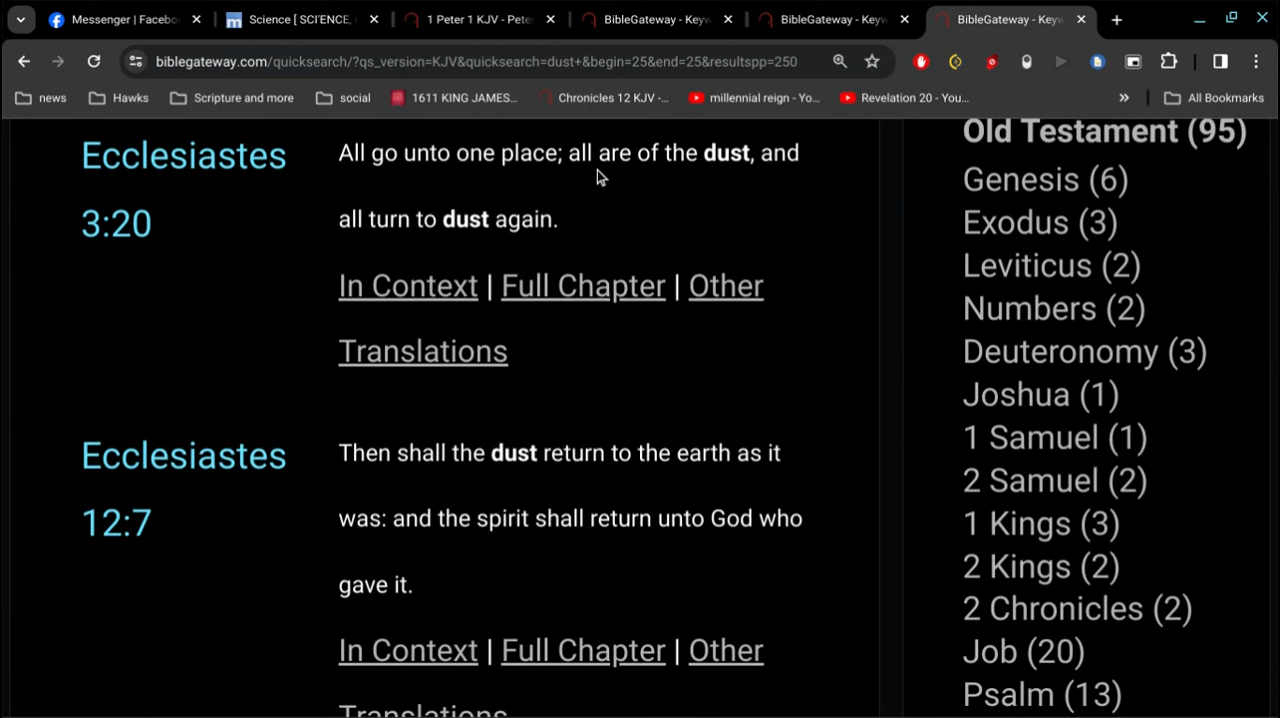 Messenger | Facebo
Science [ SCIENCE,
1 Peter 1 KJV - Pete
BibleGateway - Keyw
BibleGateway - Keyw
BibleGateway - Keyw
biblegateway.com/quicksearch/?qs_version=KJV&quicksearch=dust+&begin=25&end=25&resultspp=250
news
Hawks
Scripture and more
social
1611 KING JAMES...
Chronicles 12 KJV -...
millennial reign - Yo...
Revelation 20 - You...
»
All Bookmarks
Ecclesiastes
3:20
All go unto one place; all are of the dust, and
all turn to dust again.
In Context | Full Chapter | Other
Translations
Ecclesiastes
12:7
Then shall the dust return to the earth as it
was: and the spirit shall return unto God who
gave it.
In Context | Full Chapter | Other
Translations
Old Testament (95)
Genesis (6)
Exodus (3)
Leviticus (2)
Numbers (2)
Deuteronomy (3)
Joshua (1)
1 Samuel (1)
2 Samuel (2)
1 Kings (3)
2 Kings (2)
2 Chronicles (2)
Job (20)
Psalm (13)